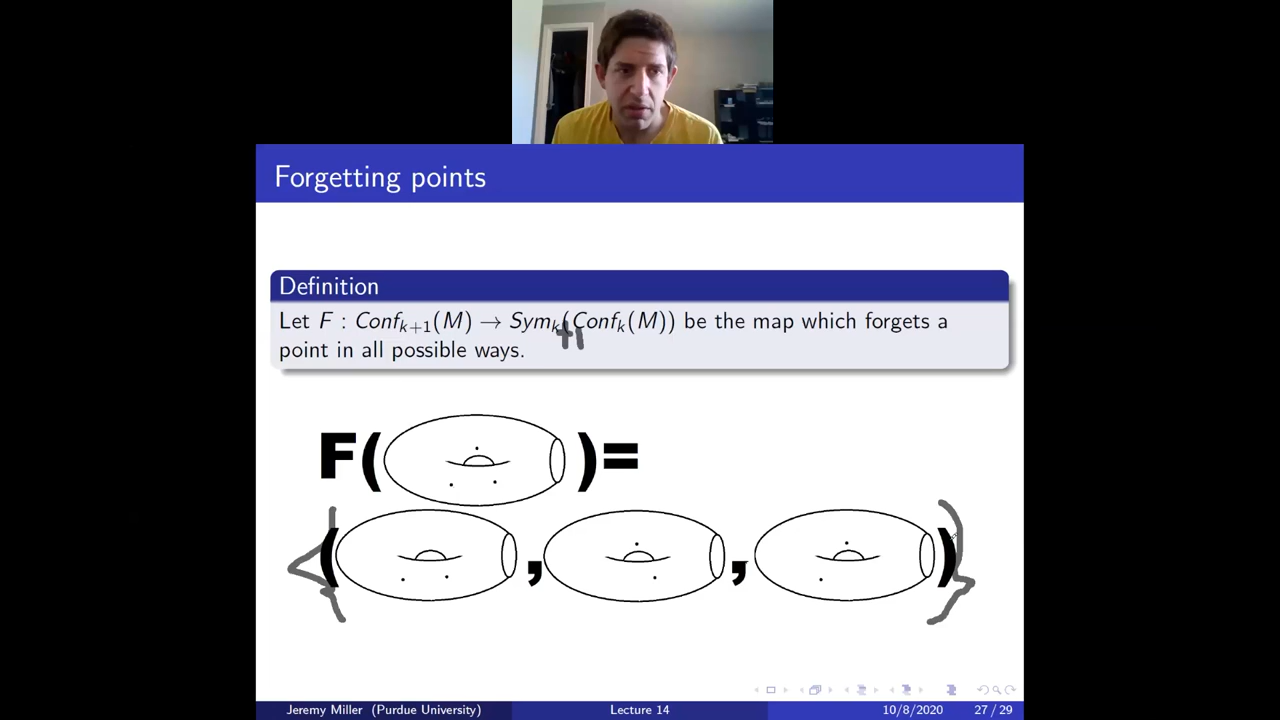 Forgetting points
Definition
Let F : Conf_{k+1}(M) → Sym_k(Conf_k(M)) be the map which forgets a
+1
point in all possible ways.
F( )=
{( , , )}
Jeremy Miller (Purdue University) Lecture 14 10/8/2020 27 / 29